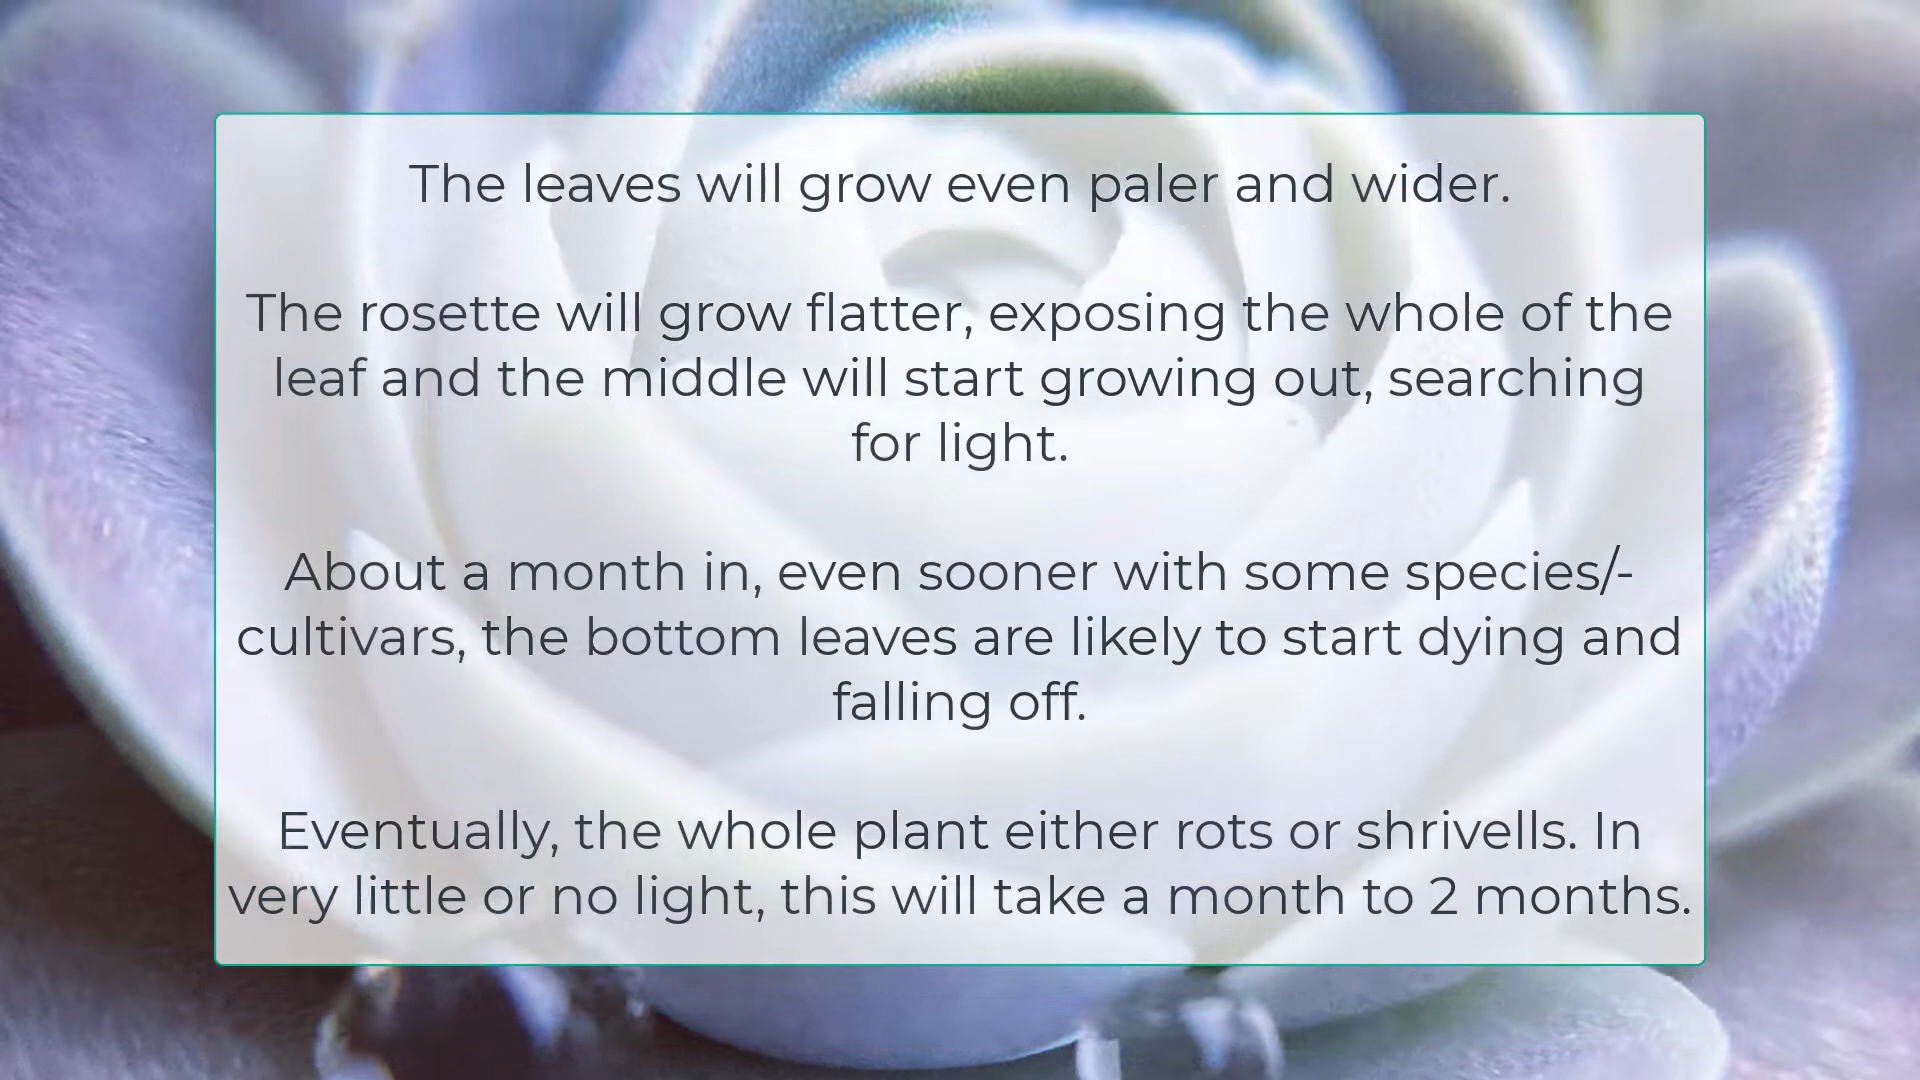 The leaves will grow even paler and wider.
The rosette will grow flatter, exposing the whole of the
leaf and the middle will start growing out, searching
for light.
About a month in, even sooner with some species/-
cultivars, the bottom leaves are likely to start dying and
falling off.
Eventually, the whole plant either rots or shrivells. In
very little or no light, this will take a month to 2 months.